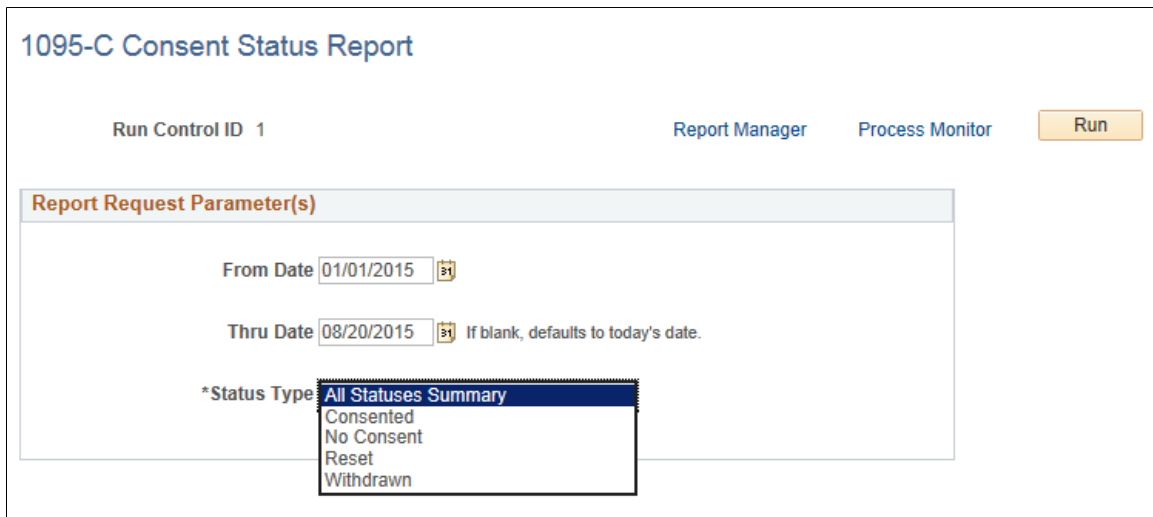 1095-C Consent Status Report
Run Control ID 1 Report Manager Process Monitor Run
Report Request Parameter(s)
From Date 01/01/2015 31
Thru Date 08/20/2015 31 If blank, defaults to today's date.
*Status Type All Statuses Summary
Consented
No Consent
Reset
Withdrawn